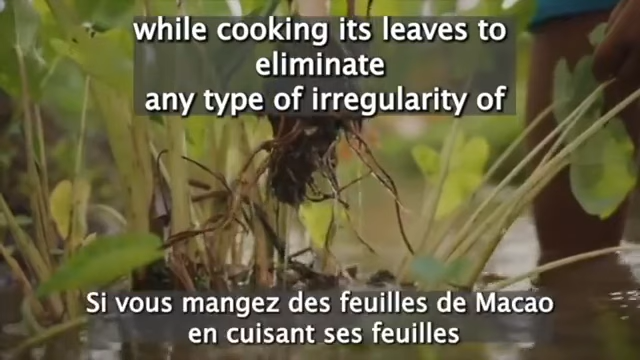 while cooking its leaves to
eliminate
any type of irregularity of
Si vous mangez des feuilles de Macao
en cuisant ses feuilles